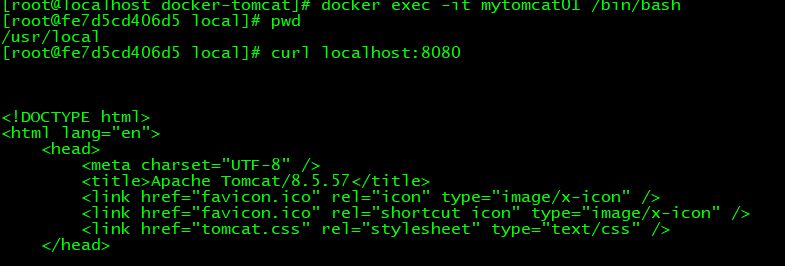 [root@localhost docker-tomcat]# docker exec -it mytomcat01 /bin/bash
[root@fe7d5cd406d5 local]# pwd
/usr/local
[root@fe7d5cd406d5 local]# curl localhost:8080
<!DOCTYPE html>
<html lang="en">
    <head>
        <meta charset="UTF-8" />
        <title>Apache Tomcat/8.5.57</title>
        <link href="favicon.ico" rel="icon" type="image/x-icon" />
        <link href="favicon.ico" rel="shortcut icon" type="image/x-icon" />
        <link href="tomcat.css" rel="stylesheet" type="text/css" />
    </head>